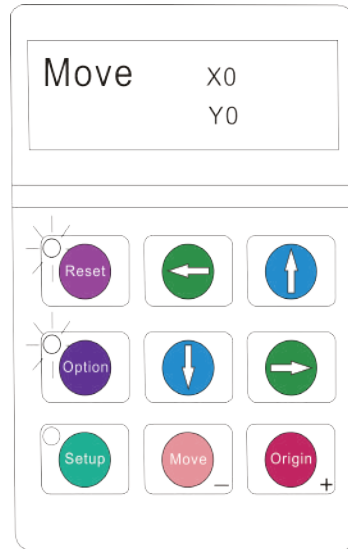 Move X0
Y0
Reset
Option
Setup Move Origin
− +